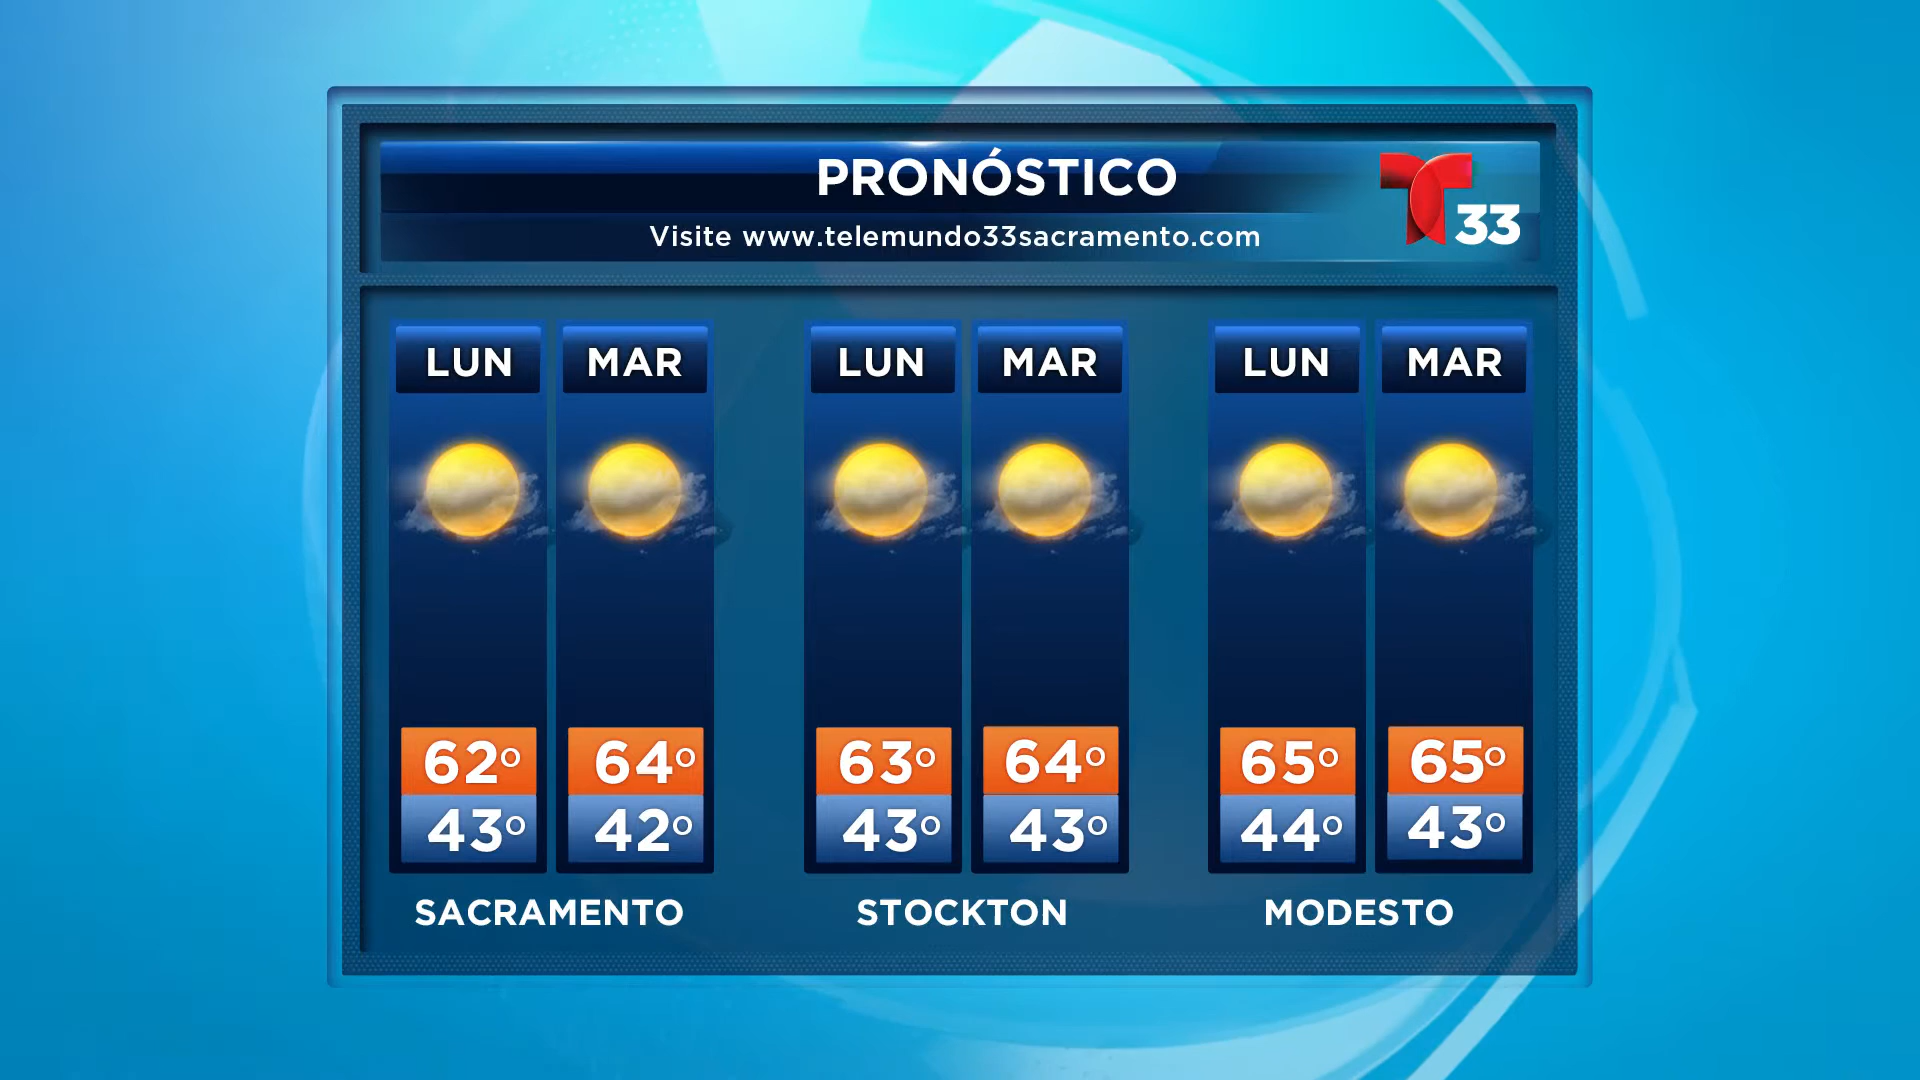 PRONÓSTICO
Visite www.telemundo33sacramento.com
33
LUN MAR
62° 64°
43° 42°
SACRAMENTO
LUN MAR
63° 64°
43° 43°
STOCKTON
LUN MAR
65° 65°
44° 43°
MODESTO